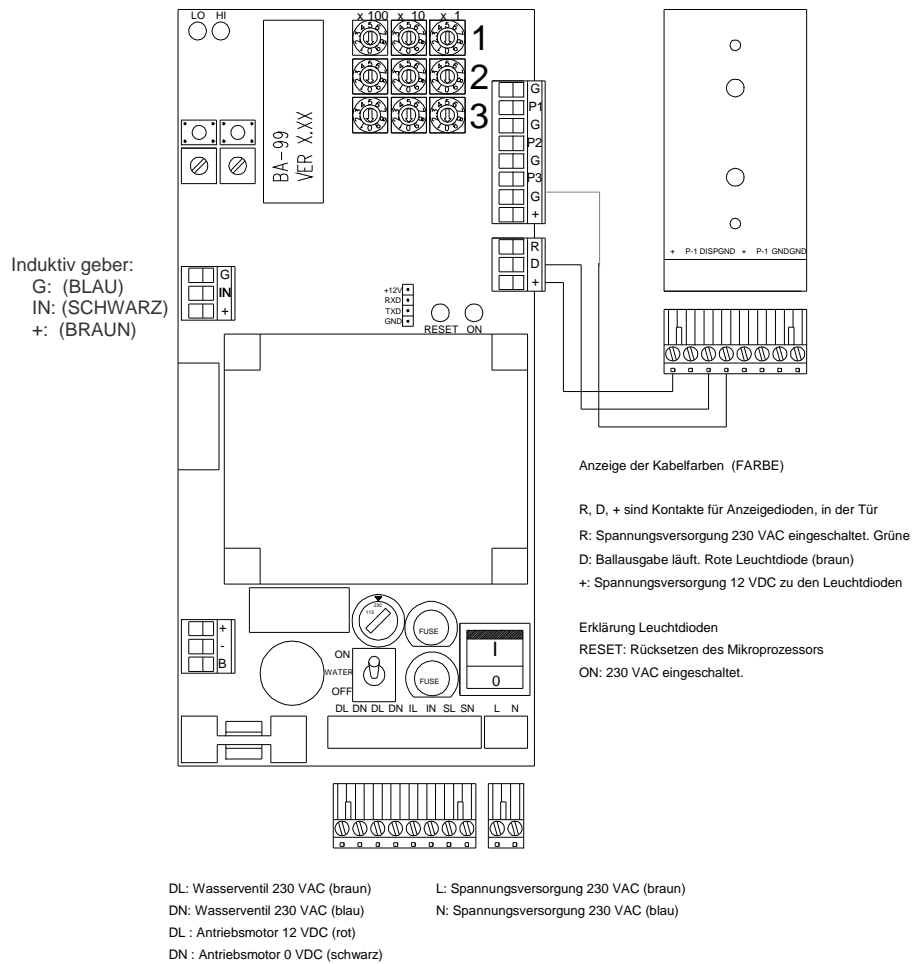 LO HI
x 100 x 10 x 1
1
2
3
BA-99
VER X.XX
G
P1
G
P2
G
P3
G
+
R
D
+
+ P-1 DISPGND + P-1 GNDGND
Induktiv geber:
G: (BLAU)
IN: (SCHWARZ)
+: (BRAUN)
G
IN
+
+12V
RXD
TXD
GND
RESET ON
Anzeige der Kabelfarben (FARBE)
R, D, + sind Kontakte für Anzeigedioden, in der Tür
R: Spannungsversorgung 230 VAC eingeschaltet. Grüne
D: Ballausgabe läuft. Rote Leuchtdiode (braun)
+: Spannungsversorgung 12 VDC zu den Leuchtdioden
Erklärung Leuchtdioden
RESET: Rücksetzen des Mikroprozessors
ON: 230 VAC eingeschaltet.
+
-
B
230
115
FUSE
FUSE
I
0
ON
WATER
OFF
DL DN DL DN IL IN SL SN L N
DL: Wasserventil 230 VAC (braun)
DN: Wasserventil 230 VAC (blau)
DL : Antriebsmotor 12 VDC (rot)
DN : Antriebsmotor 0 VDC (schwarz)
L: Spannungsversorgung 230 VAC (braun)
N: Spannungsversorgung 230 VAC (blau)